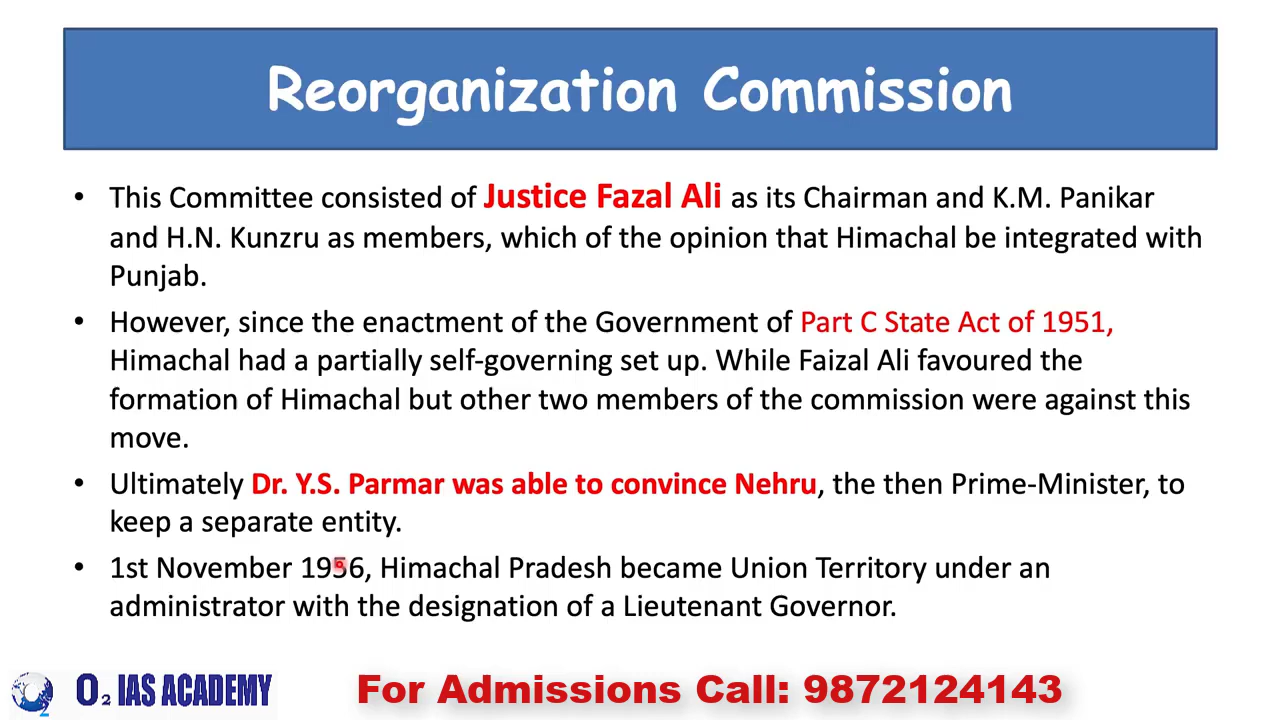 Reorganization Commission
• This Committee consisted of Justice Fazal Ali as its Chairman and K.M. Panikar
and H.N. Kunzru as members, which of the opinion that Himachal be integrated with
Punjab.
• However, since the enactment of the Government of Part C State Act of 1951,
Himachal had a partially self-governing set up. While Faizal Ali favoured the
formation of Himachal but other two members of the commission were against this
move.
• Ultimately Dr. Y.S. Parmar was able to convince Nehru, the then Prime-Minister, to
keep a separate entity.
• 1st November 1956, Himachal Pradesh became Union Territory under an
administrator with the designation of a Lieutenant Governor.
O₂ IAS ACADEMY
For Admissions Call: 9872124143